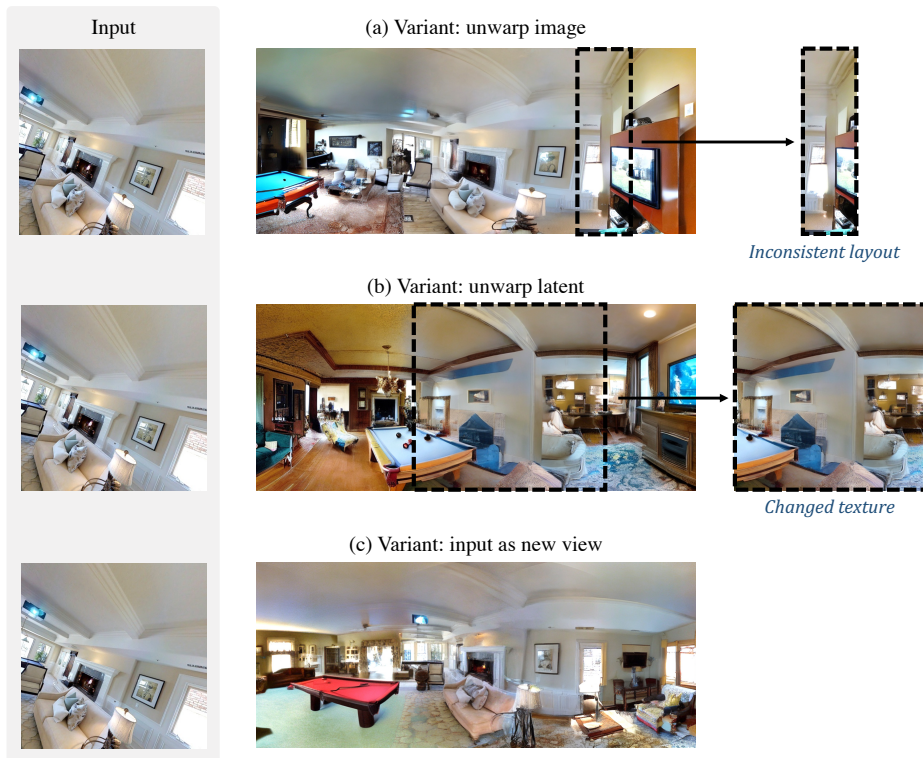 Input
(a) Variant: unwarp image
Inconsistent layout
(b) Variant: unwarp latent
Changed texture
(c) Variant: input as new view